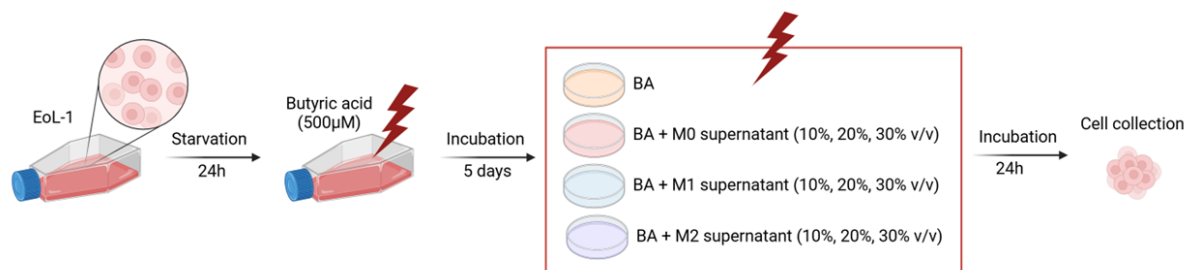 EoL-1
Starvation
24h
Butyric acid
(500µM)
Incubation
5 days
BA
BA + M0 supernatant (10%, 20%, 30% v/v)
BA + M1 supernatant (10%, 20%, 30% v/v)
BA + M2 supernatant (10%, 20%, 30% v/v)
Incubation
24h
Cell collection